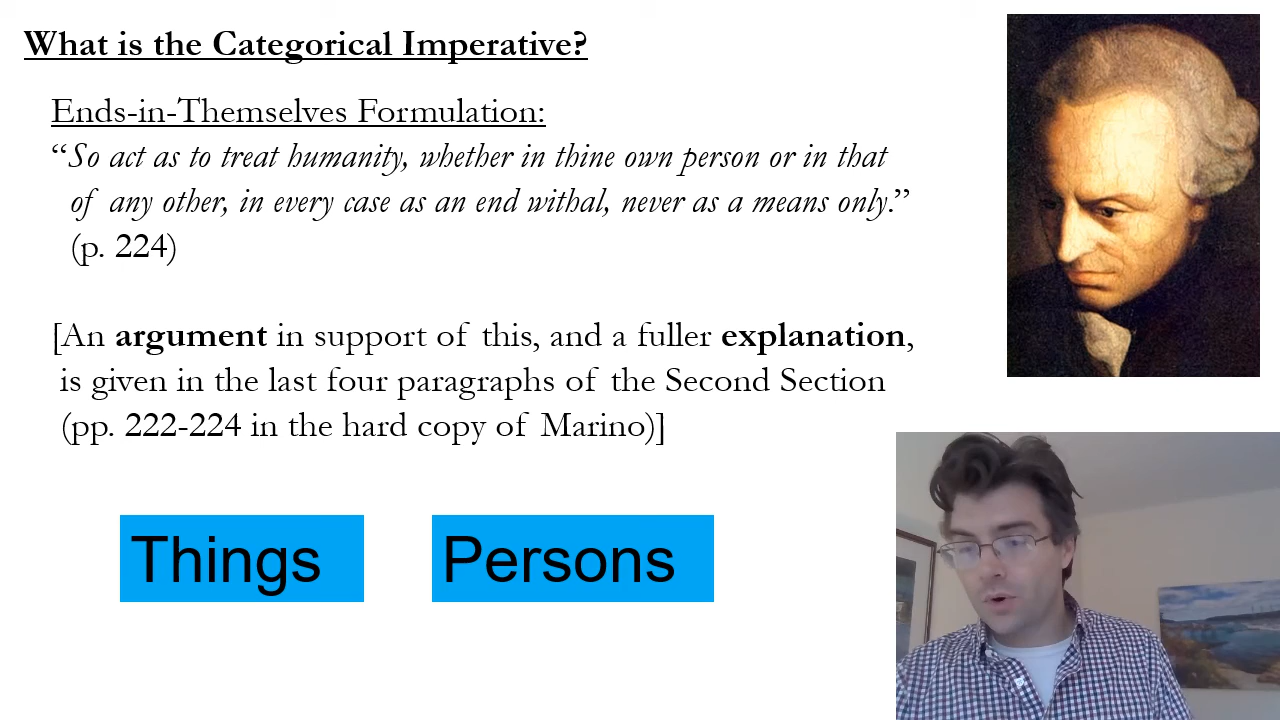 What is the Categorical Imperative?
Ends-in-Themselves Formulation:
“So act as to treat humanity, whether in thine own person or in that
of any other, in every case as an end withal, never as a means only.”
(p. 224)
[An argument in support of this, and a fuller explanation,
is given in the last four paragraphs of the Second Section
(pp. 222-224 in the hard copy of Marino)]
Things
Persons